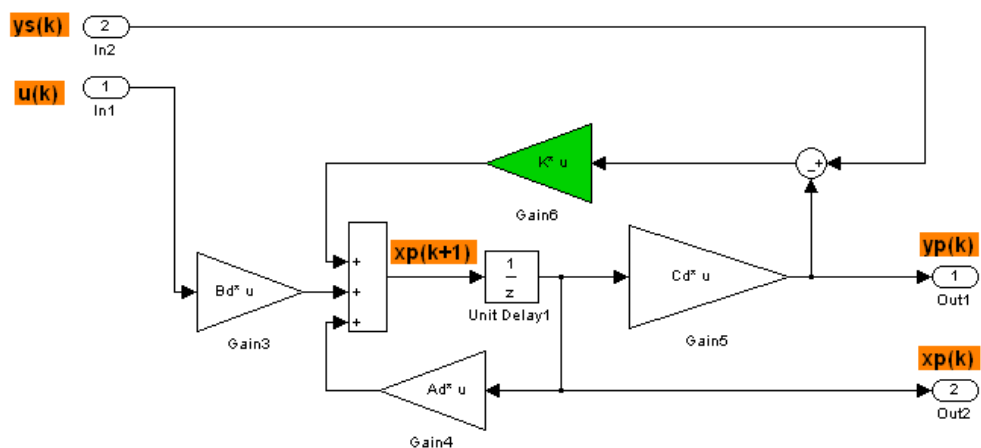 ys(k)
2
In2
u(k)
1
In1
K* u
- +
Gain6
+
+
+
xp(k+1)
1
z
Unit Delay1
Bd* u
Gain3
Cd* u
Gain5
yp(k)
1
Out1
Ad* u
Gain4
xp(k)
2
Out2